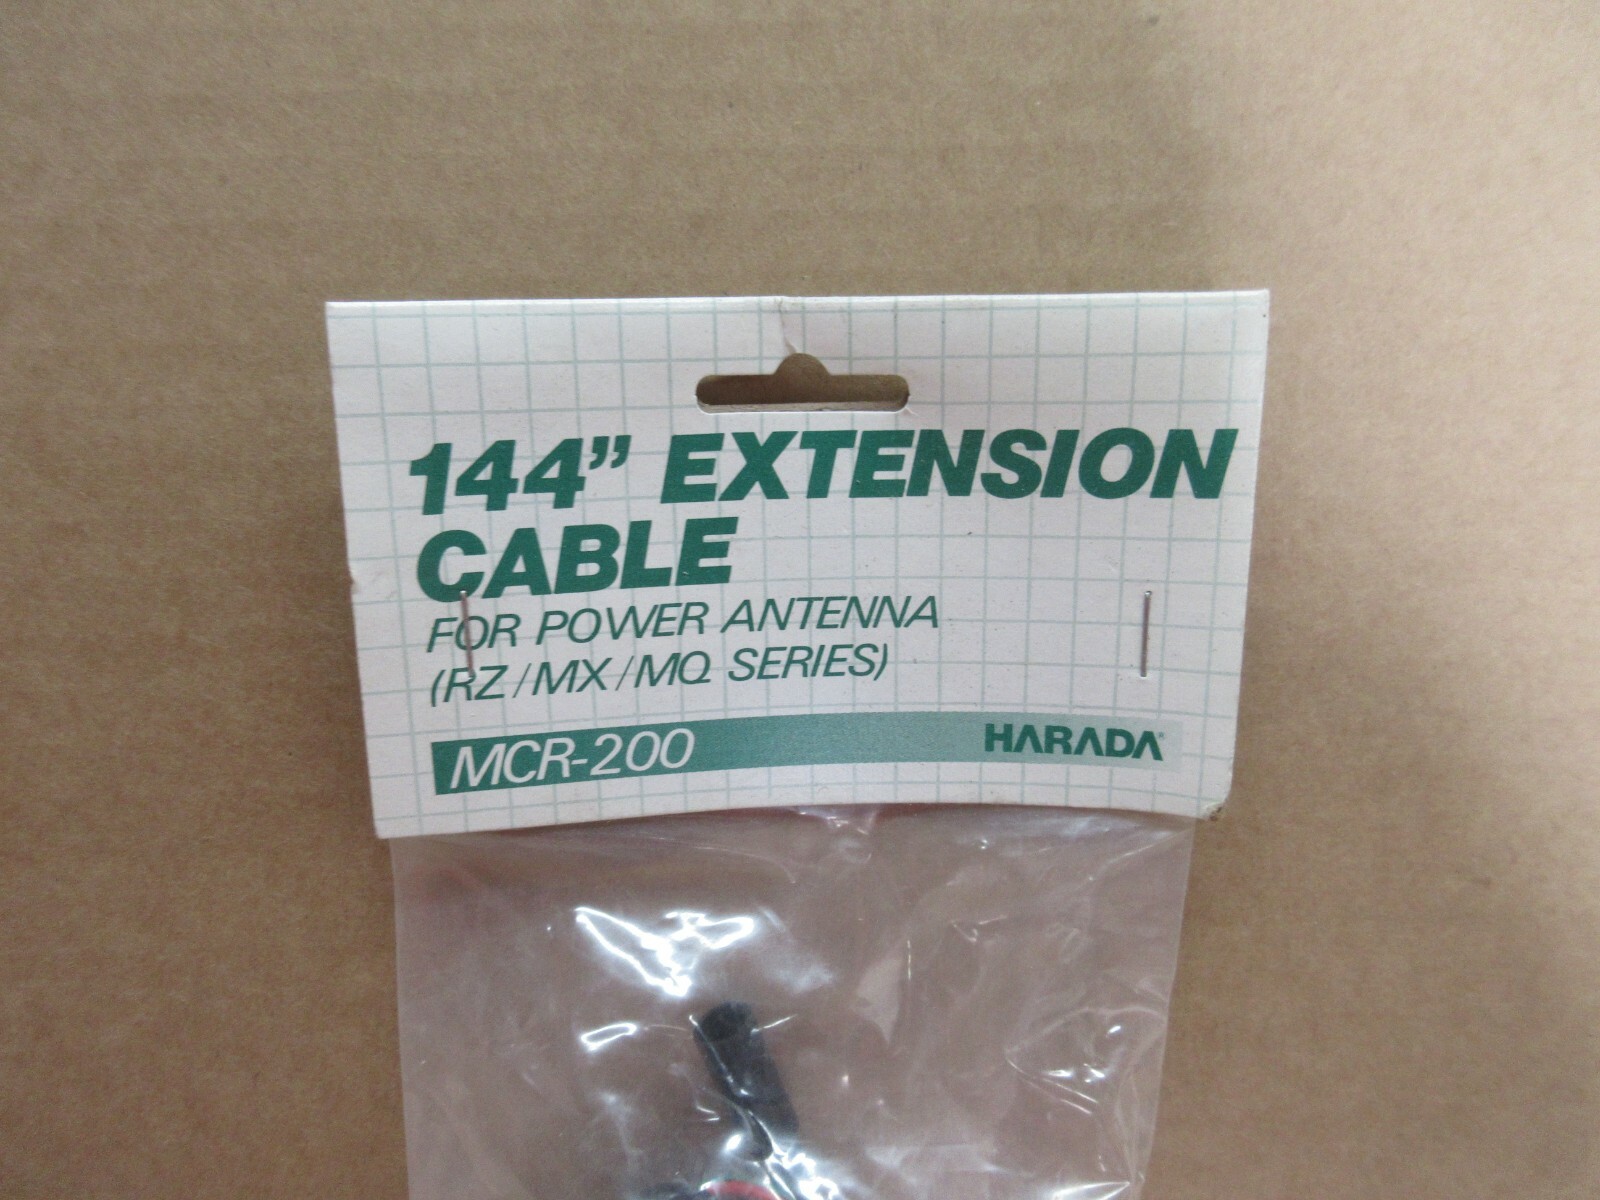 144” EXTENSION
CABLE
FOR POWER ANTENNA
(RZ/MX/MQ SERIES)
MCR-200 HARADA®